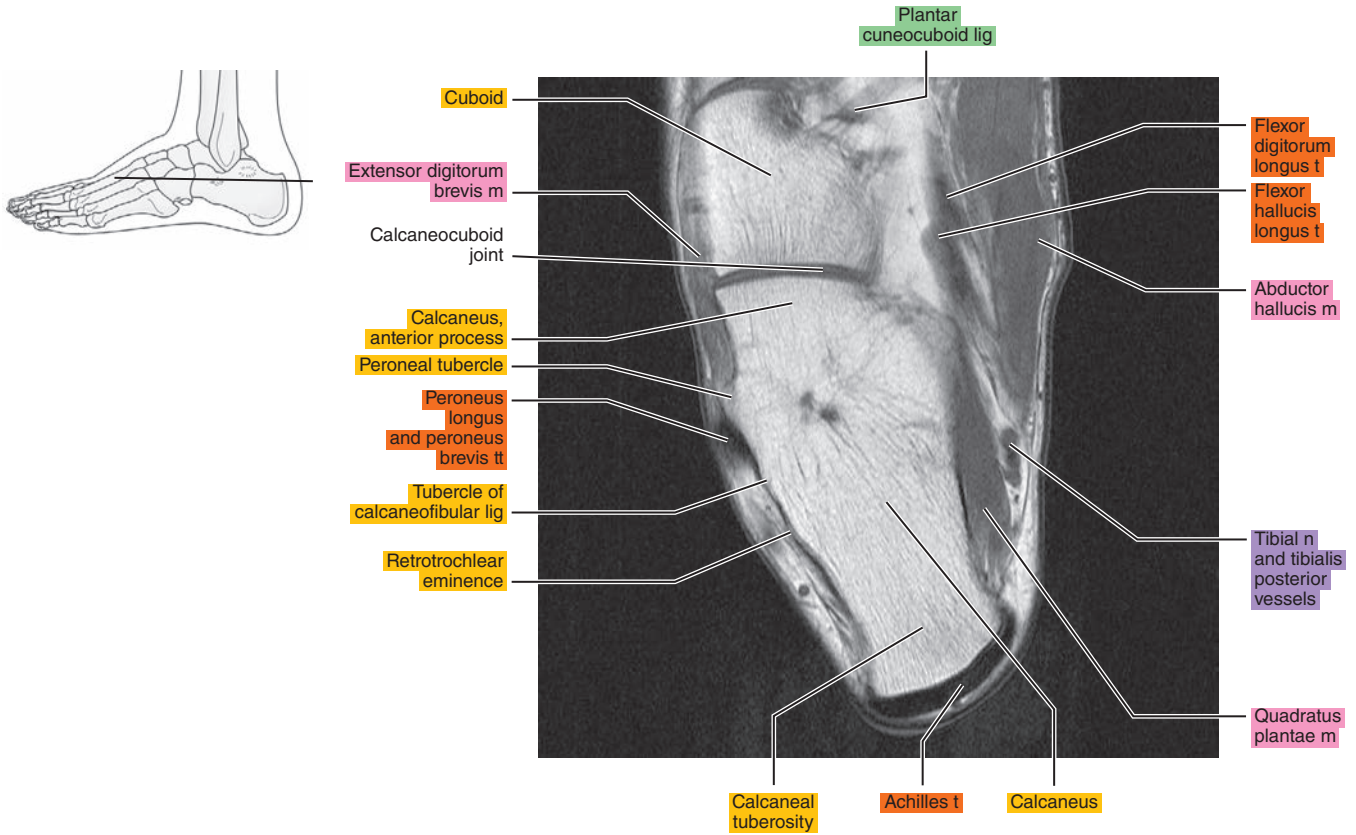 Plantar
cuneocuboid lig
Cuboid
Extensor digitorum
brevis m
Calcaneocuboid
joint
Calcaneus,
anterior process
Peroneal tubercle
Peroneus
longus
and peroneus
brevis tt
Tubercle of
calcaneofibular lig
Retrotrochlear
eminence
Flexor
digitorum
longus t
Flexor
hallucis
longus t
Abductor
hallucis m
Tibial n
and tibialis
posterior
vessels
Quadratus
plantae m
Calcaneal
tuberosity
Achilles t
Calcaneus